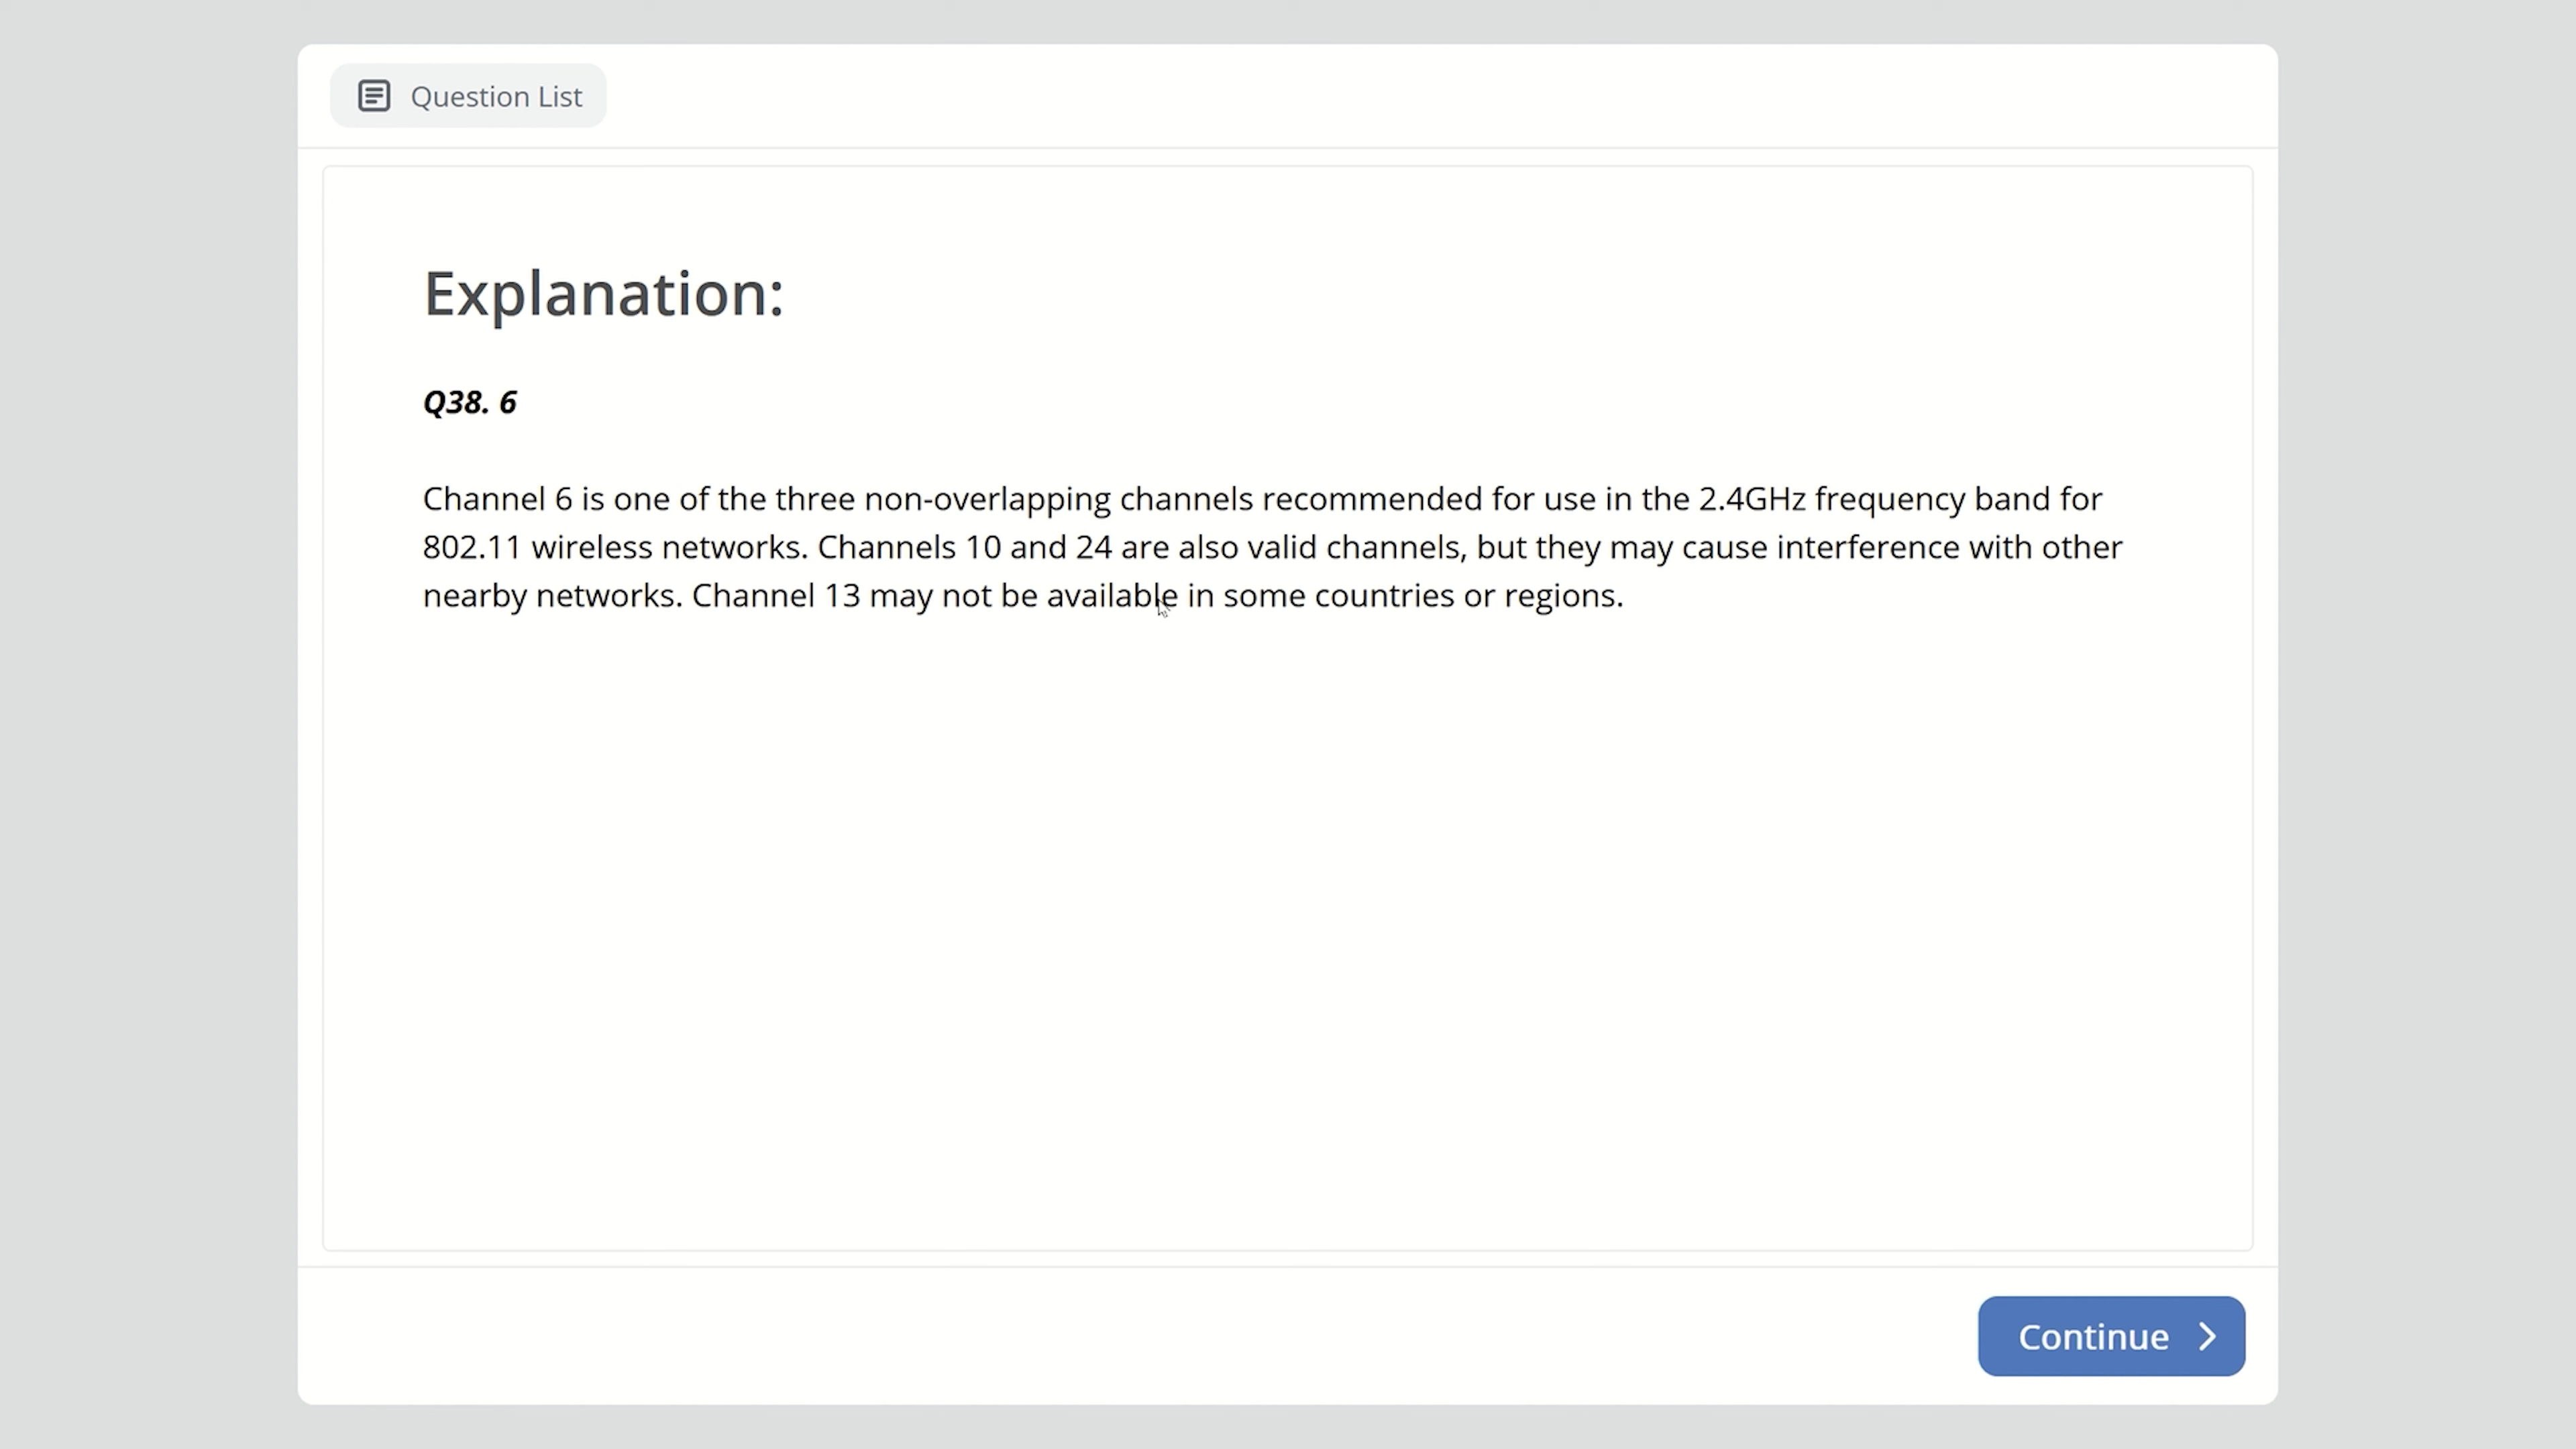 Question List
Explanation:
Q38. 6
Channel 6 is one of the three non-overlapping channels recommended for use in the 2.4GHz frequency band for
802.11 wireless networks. Channels 10 and 24 are also valid channels, but they may cause interference with other
nearby networks. Channel 13 may not be available in some countries or regions.
Continue